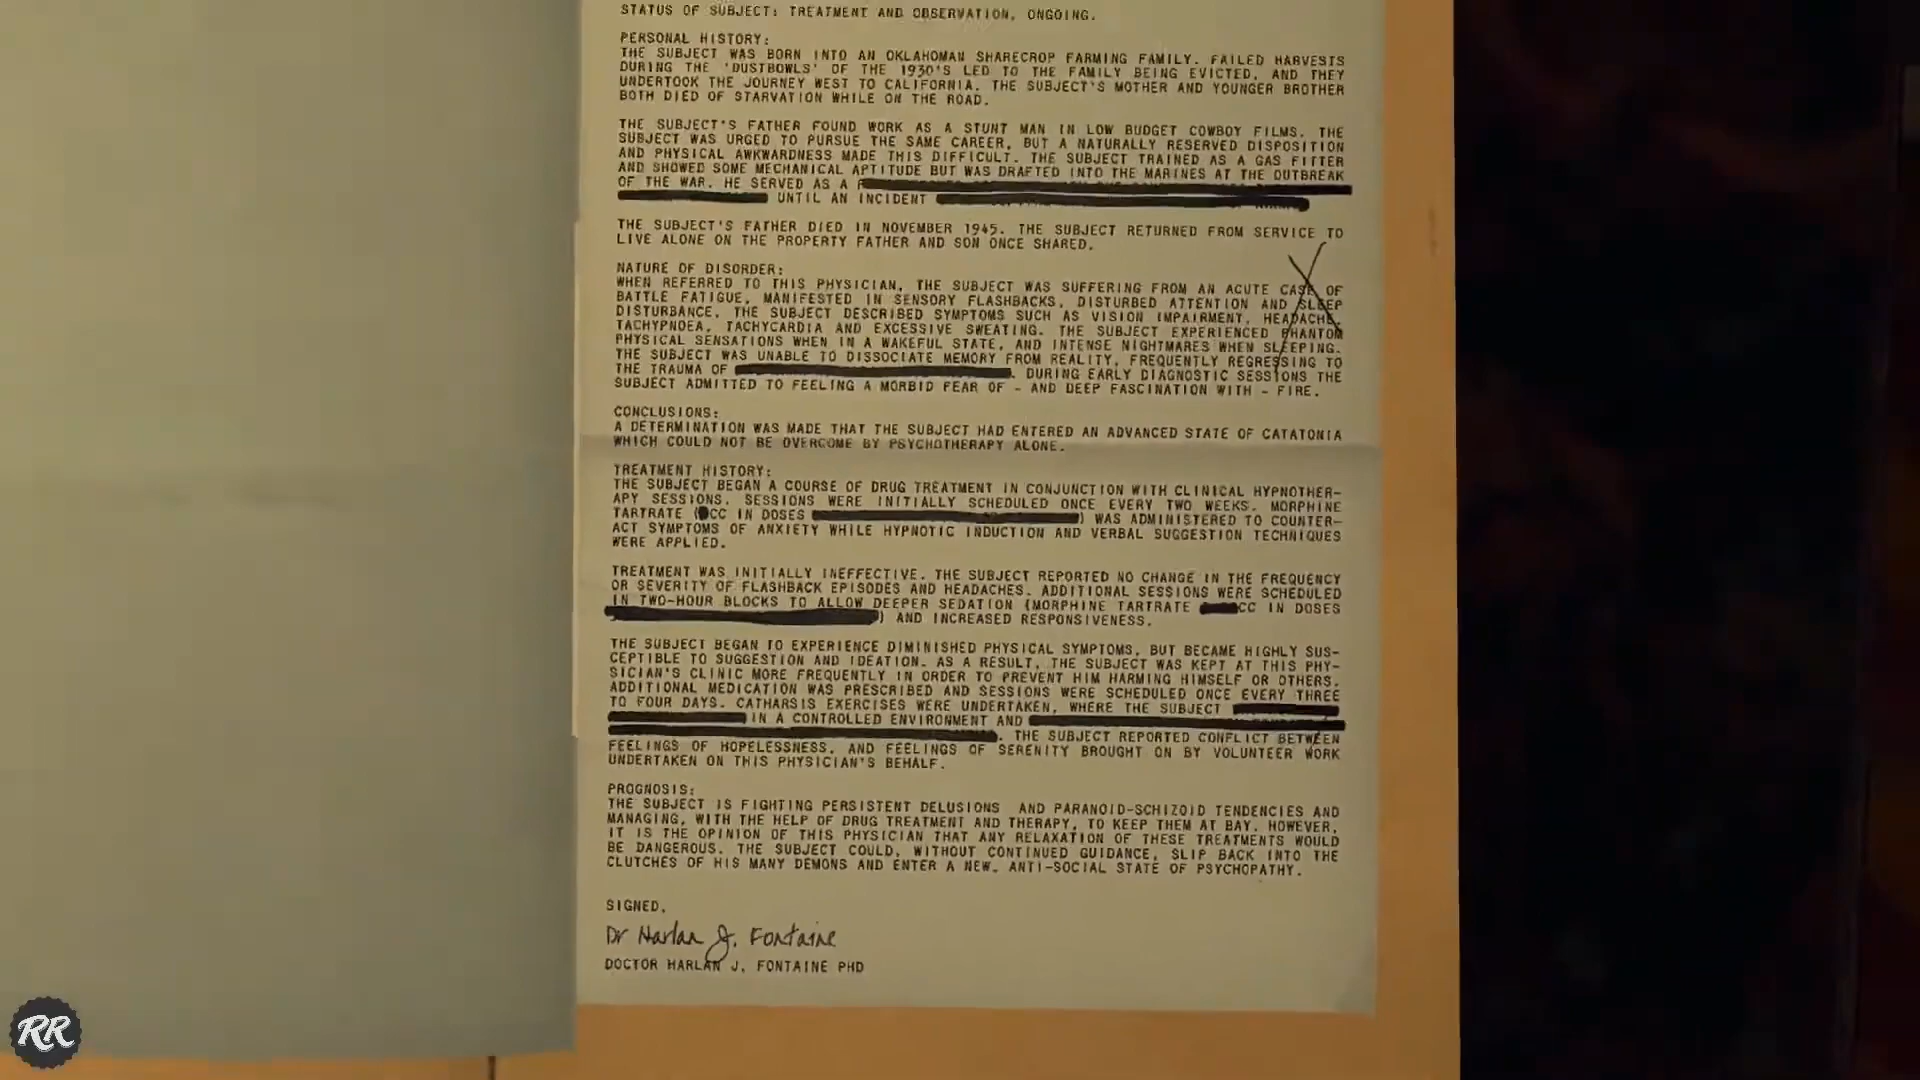 STATUS OF SUBJECT: TREATMENT AND OBSERVATION, ONGOING.
PERSONAL HISTORY:
THE SUBJECT WAS BORN INTO AN OKLAHOMAN SHARECROP FARMING FAMILY. FAILED HARVESTS
DURING THE 'DUSTBOWLS' OF THE 1930'S LED TO THE FAMILY BEING EVICTED, AND THEY
UNDERTOOK THE JOURNEY WEST TO CALIFORNIA. THE SUBJECT'S MOTHER AND YOUNGER BROTHER
BOTH DIED OF STARVATION WHILE ON THE ROAD.
THE SUBJECT'S FATHER FOUND WORK AS A STUNT MAN IN LOW BUDGET COWBOY FILMS. THE
SUBJECT WAS URGED TO PURSUE THE SAME CAREER, BUT A NATURALLY RESERVED DISPOSITION
AND PHYSICAL AWKWARDNESS MADE THIS DIFFICULT. THE SUBJECT TRAINED AS A GAS FITTER
AND SHOWED SOME MECHANICAL APTITUDE BUT WAS DRAFTED INTO THE MARINES AT THE OUTBREAK
OF THE WAR. HE SERVED AS A
UNTIL AN INCIDENT
THE SUBJECT'S FATHER DIED IN NOVEMBER 1945. THE SUBJECT RETURNED FROM SERVICE TO
LIVE ALONE ON THE PROPERTY FATHER AND SON ONCE SHARED.
NATURE OF DISORDER:
WHEN REFERRED TO THIS PHYSICIAN, THE SUBJECT WAS SUFFERING FROM AN ACUTE CASE OF
BATTLE FATIGUE, MANIFESTED IN SENSORY FLASHBACKS, DISTURBED ATTENTION AND SLEEP
DISTURBANCE. THE SUBJECT DESCRIBED SYMPTOMS SUCH AS VISION IMPAIRMENT, HEADACHE,
TACHYPNOEA, TACHYCARDIA AND EXCESSIVE SWEATING. THE SUBJECT EXPERIENCED PHANTOM
PHYSICAL SENSATIONS WHEN IN A WAKEFUL STATE, AND INTENSE NIGHTMARES WHEN SLEEPING.
THE SUBJECT WAS UNABLE TO DISSOCIATE MEMORY FROM REALITY, FREQUENTLY REGRESSING TO
THE TRAUMA OF . DURING EARLY DIAGNOSTIC SESSIONS THE
SUBJECT ADMITTED TO FEELING A MORBID FEAR OF - AND DEEP FASCINATION WITH - FIRE.
CONCLUSIONS:
A DETERMINATION WAS MADE THAT THE SUBJECT HAD ENTERED AN ADVANCED STATE OF CATATONIA
WHICH COULD NOT BE OVERCOME BY PSYCHOTHERAPY ALONE.
TREATMENT HISTORY:
THE SUBJECT BEGAN A COURSE OF DRUG TREATMENT IN CONJUNCTION WITH CLINICAL HYPNOTHER-
APY SESSIONS. SESSIONS WERE INITIALLY SCHEDULED ONCE EVERY TWO WEEKS. MORPHINE
TARTRATE ( CC IN DOSES ) WAS ADMINISTERED TO COUNTER-
ACT SYMPTOMS OF ANXIETY WHILE HYPNOTIC INDUCTION AND VERBAL SUGGESTION TECHNIQUES
WERE APPLIED.
TREATMENT WAS INITIALLY INEFFECTIVE. THE SUBJECT REPORTED NO CHANGE IN THE FREQUENCY
OR SEVERITY OF FLASHBACK EPISODES AND HEADACHES. ADDITIONAL SESSIONS WERE SCHEDULED
IN TWO-HOUR BLOCKS TO ALLOW DEEPER SEDATION (MORPHINE TARTRATE CC IN DOSES
) AND INCREASED RESPONSIVENESS.
THE SUBJECT BEGAN TO EXPERIENCE DIMINISHED PHYSICAL SYMPTOMS, BUT BECAME HIGHLY SUS-
CEPTIBLE TO SUGGESTION AND IDEATION. AS A RESULT, THE SUBJECT WAS KEPT AT THIS PHY-
SICIAN'S CLINIC MORE FREQUENTLY IN ORDER TO PREVENT HIM HARMING HIMSELF OR OTHERS.
ADDITIONAL MEDICATION WAS PRESCRIBED AND SESSIONS WERE SCHEDULED ONCE EVERY THREE
TO FOUR DAYS. CATHARSIS EXERCISES WERE UNDERTAKEN, WHERE THE SUBJECT
IN A CONTROLLED ENVIRONMENT AND
. THE SUBJECT REPORTED CONFLICT BETWEEN
FEELINGS OF HOPELESSNESS, AND FEELINGS OF SERENITY BROUGHT ON BY VOLUNTEER WORK
UNDERTAKEN ON THIS PHYSICIAN'S BEHALF.
PROGNOSIS:
THE SUBJECT IS FIGHTING PERSISTENT DELUSIONS AND PARANOID-SCHIZOID TENDENCIES AND
MANAGING, WITH THE HELP OF DRUG TREATMENT AND THERAPY, TO KEEP THEM AT BAY. HOWEVER,
IT IS THE OPINION OF THIS PHYSICIAN THAT ANY RELAXATION OF THESE TREATMENTS WOULD
BE DANGEROUS. THE SUBJECT COULD, WITHOUT CONTINUED GUIDANCE, SLIP BACK INTO THE
CLUTCHES OF HIS MANY DEMONS AND ENTER A NEW, ANTI-SOCIAL STATE OF PSYCHOPATHY.
SIGNED,
Dr Harlan J. Fontaine
DOCTOR HARLAN J. FONTAINE PHD
RR